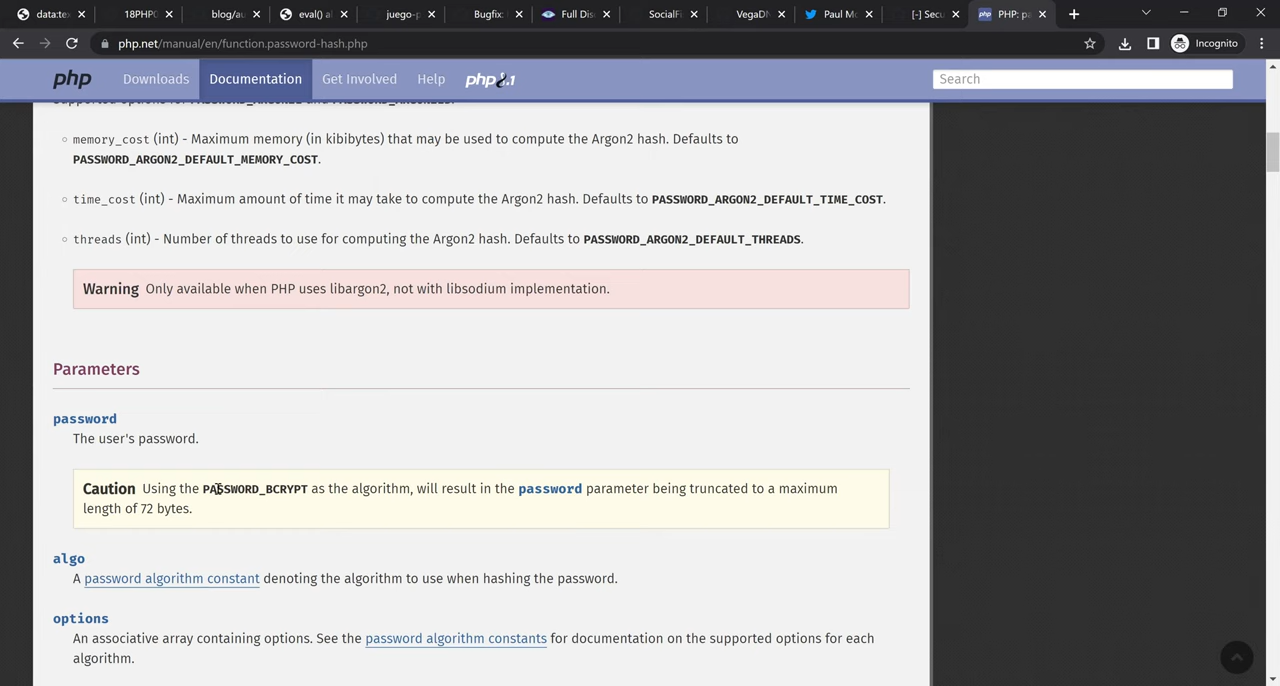 data:tex
18PHP(
blog/au
eval() al
juego-p
Bugfix:
Full Dis
SocialFi
VegaDN
Paul Mc
[-] Secu
PHP: pa
php.net/manual/en/function.password-hash.php
Incognito
php
Downloads
Documentation
Get Involved
Help
php8.1
Search
memory_cost (int) - Maximum memory (in kibibytes) that may be used to compute the Argon2 hash. Defaults to
PASSWORD_ARGON2_DEFAULT_MEMORY_COST.
time_cost (int) - Maximum amount of time it may take to compute the Argon2 hash. Defaults to PASSWORD_ARGON2_DEFAULT_TIME_COST.
threads (int) - Number of threads to use for computing the Argon2 hash. Defaults to PASSWORD_ARGON2_DEFAULT_THREADS.
Warning Only available when PHP uses libargon2, not with libsodium implementation.
Parameters
password
The user's password.
Caution Using the PASSWORD_BCRYPT as the algorithm, will result in the password parameter being truncated to a maximum
length of 72 bytes.
algo
A password algorithm constant denoting the algorithm to use when hashing the password.
options
An associative array containing options. See the password algorithm constants for documentation on the supported options for each
algorithm.